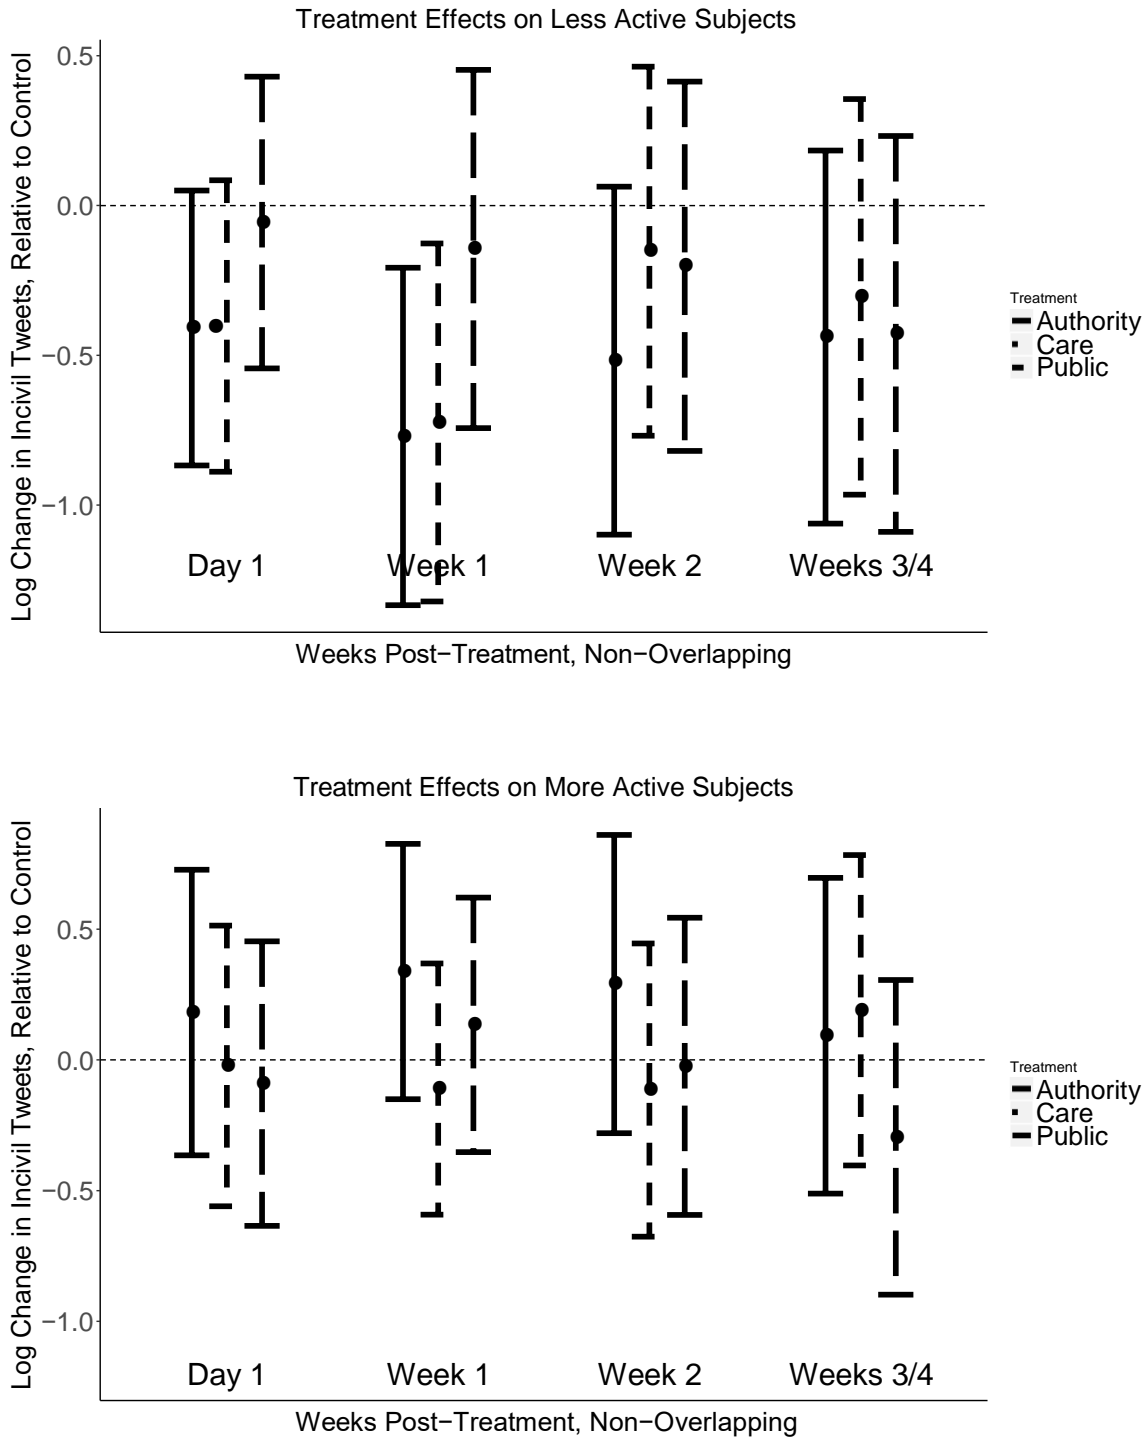 Treatment Effects on Less Active Subjects
Log Change in Incivil Tweets, Relative to Control
0.5
0.0
−0.5
−1.0
Day 1
Week 1
Week 2
Weeks 3/4
Weeks Post−Treatment, Non−Overlapping
Treatment
Authority
Care
Public
Treatment Effects on More Active Subjects
Log Change in Incivil Tweets, Relative to Control
0.5
0.0
−0.5
−1.0
Day 1
Week 1
Week 2
Weeks 3/4
Weeks Post−Treatment, Non−Overlapping
Treatment
Authority
Care
Public